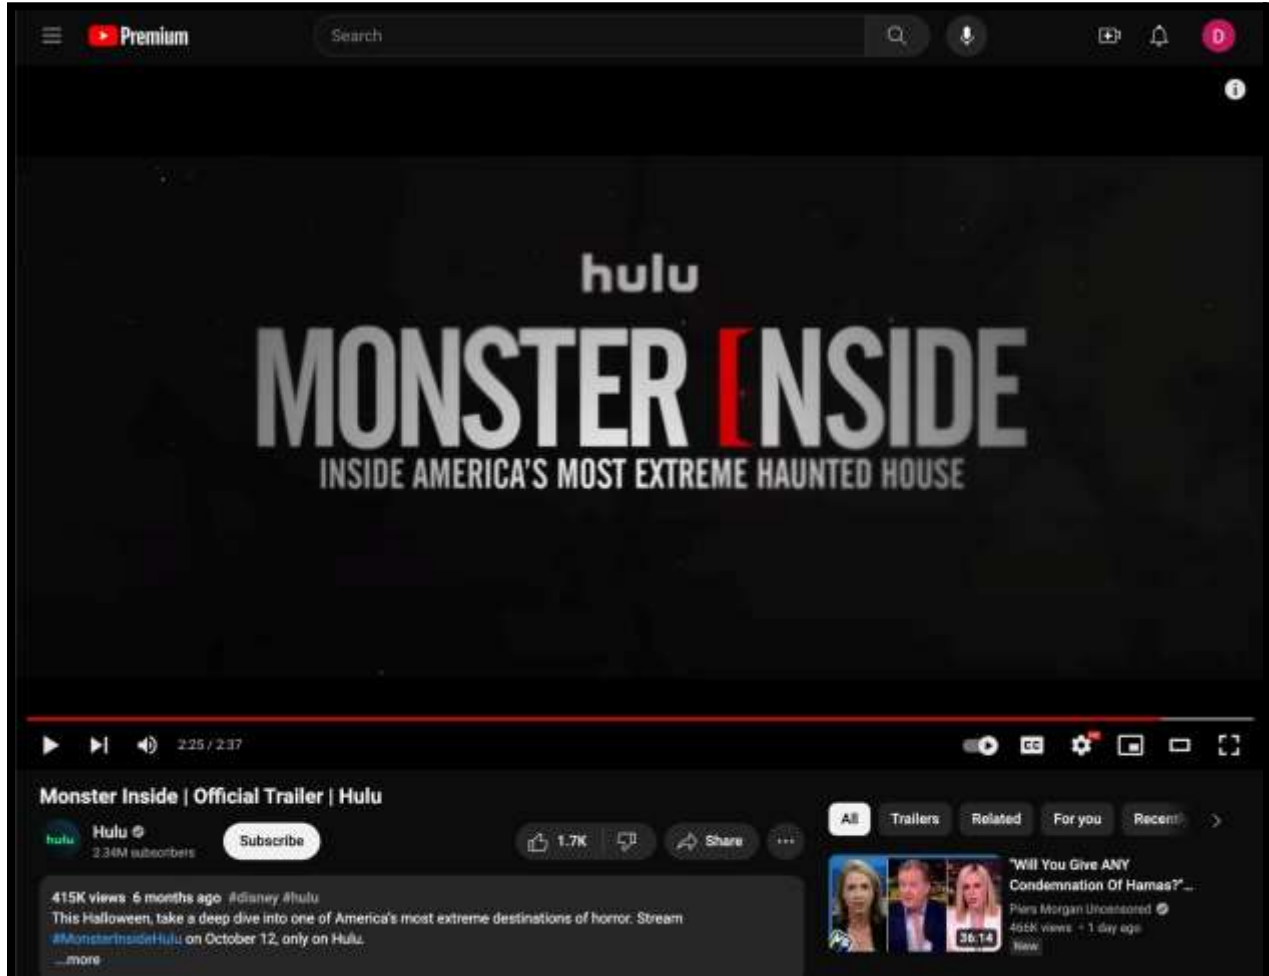 Premium
Search
D
hulu
MONSTER INSIDE
INSIDE AMERICA'S MOST EXTREME HAUNTED HOUSE
2:25 / 2:37
CC
Monster Inside | Official Trailer | Hulu
hulu
Hulu
2.34M subscribers
Subscribe
1.7K
Share
415K views 6 months ago #disney #hulu
This Halloween, take a deep dive into one of America's most extreme destinations of horror. Stream
#MonsterInsideHulu on October 12, only on Hulu.
...more
All
Trailers
Related
For you
Recent
36:14
"Will You Give ANY
Condemnation Of Hamas?"...
Piers Morgan Uncensored
466K views • 1 day ago
New